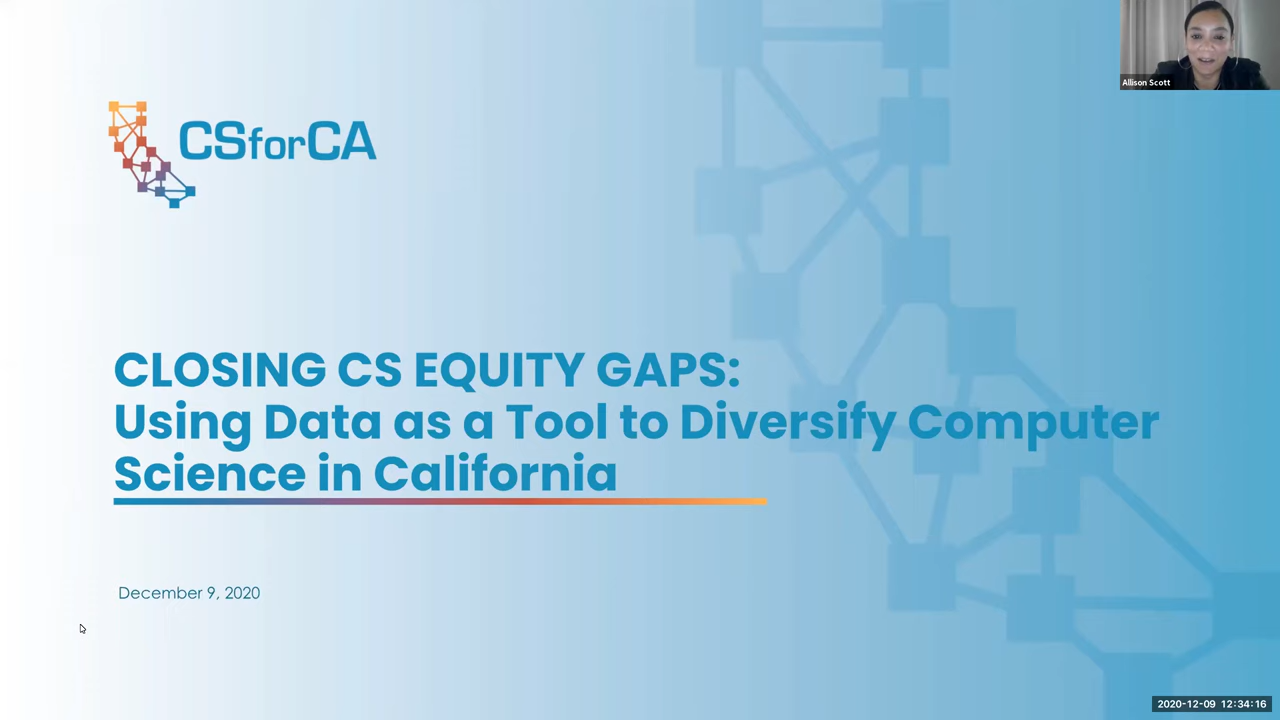 Allison Scott
CSforCA
CLOSING CS EQUITY GAPS:
Using Data as a Tool to Diversify Computer
Science in California
December 9, 2020
2020-12-09 12:34:16